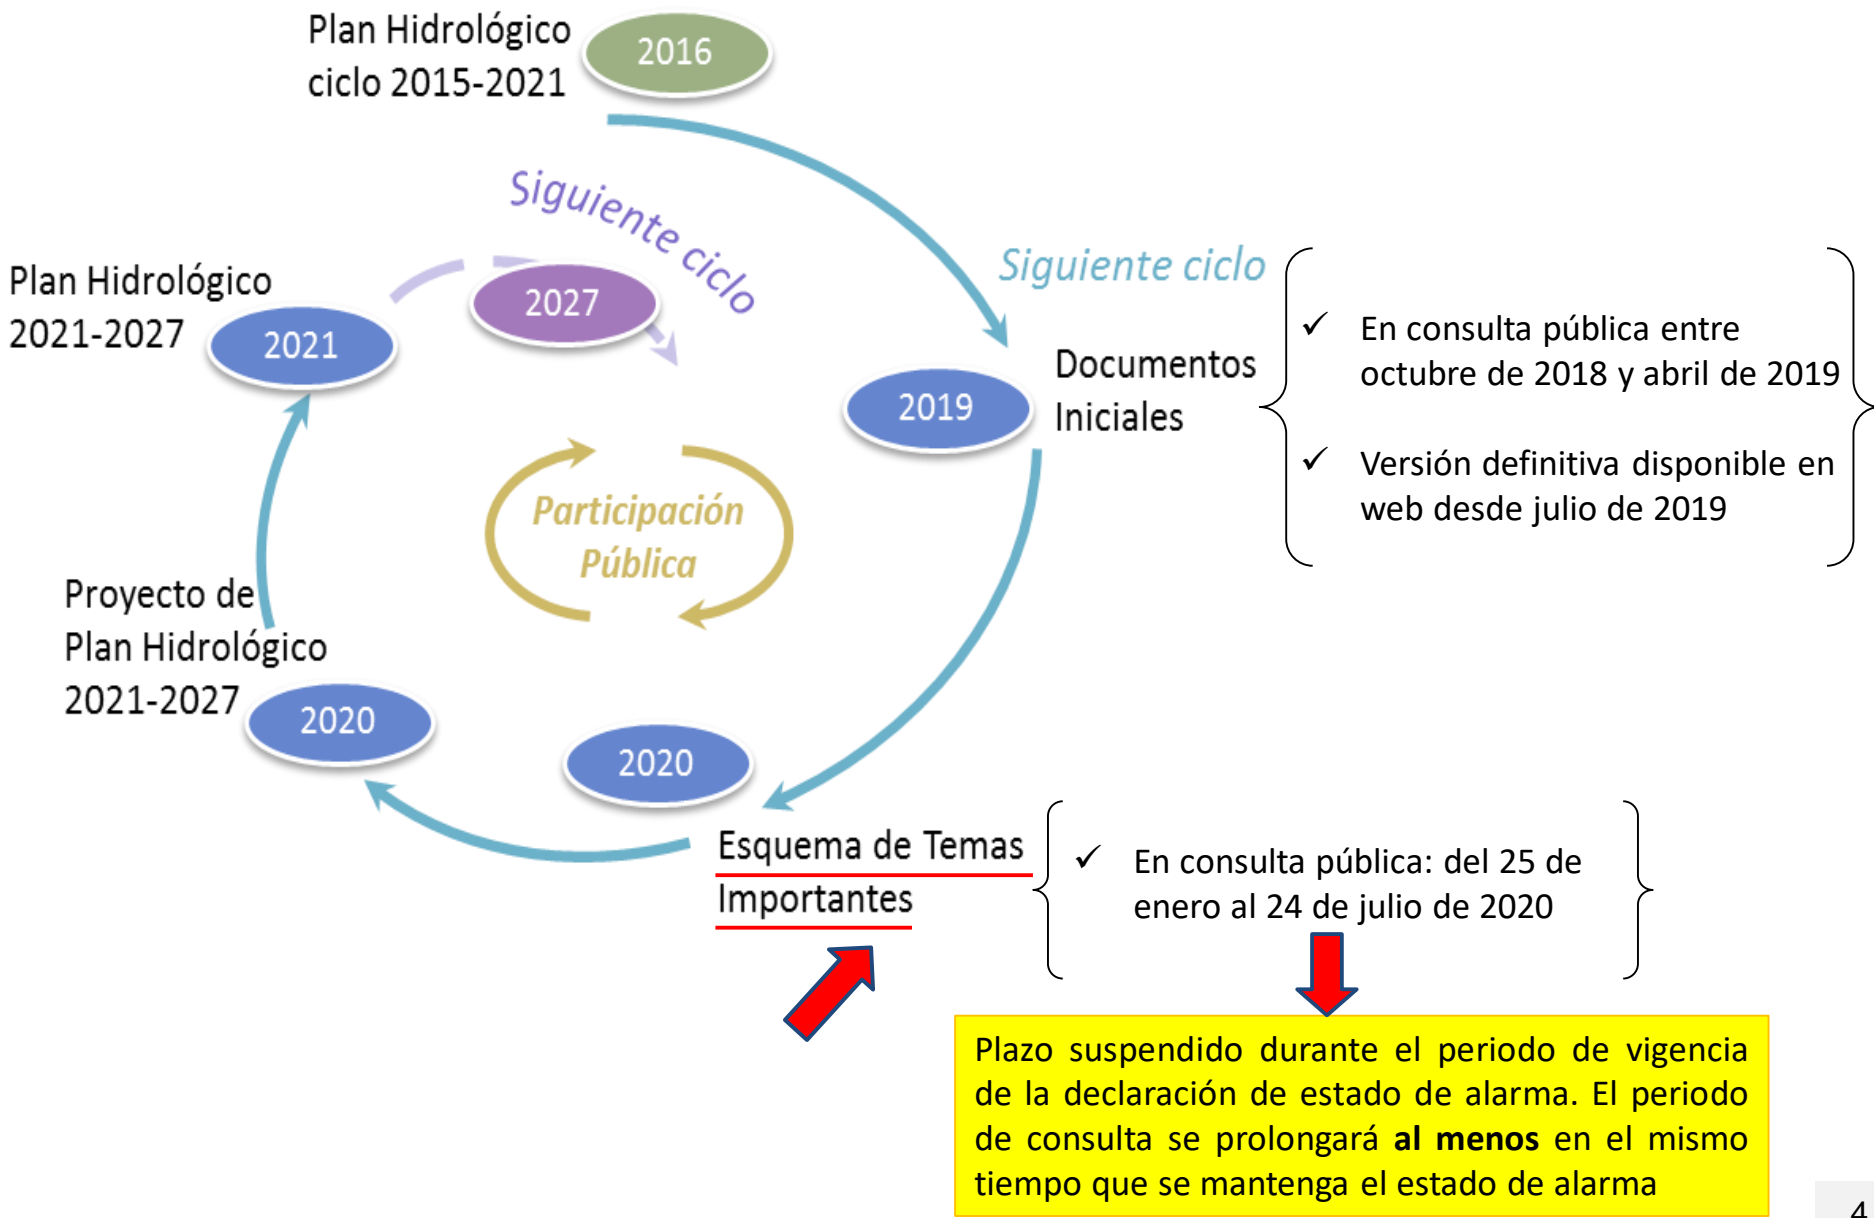 Plan Hidrológico
ciclo 2015-2021
2016
Siguiente ciclo
2027
Plan Hidrológico
2021-2027
2021
Siguiente ciclo
2019
Documentos
Iniciales
✓ En consulta pública entre
octubre de 2018 y abril de 2019
✓ Versión definitiva disponible en
web desde julio de 2019
Participación
Pública
Proyecto de
Plan Hidrológico
2021-2027
2020
2020
Esquema de Temas
Importantes
✓ En consulta pública: del 25 de
enero al 24 de julio de 2020
Plazo suspendido durante el periodo de vigencia
de la declaración de estado de alarma. El periodo
de consulta se prolongará al menos en el mismo
tiempo que se mantenga el estado de alarma
4